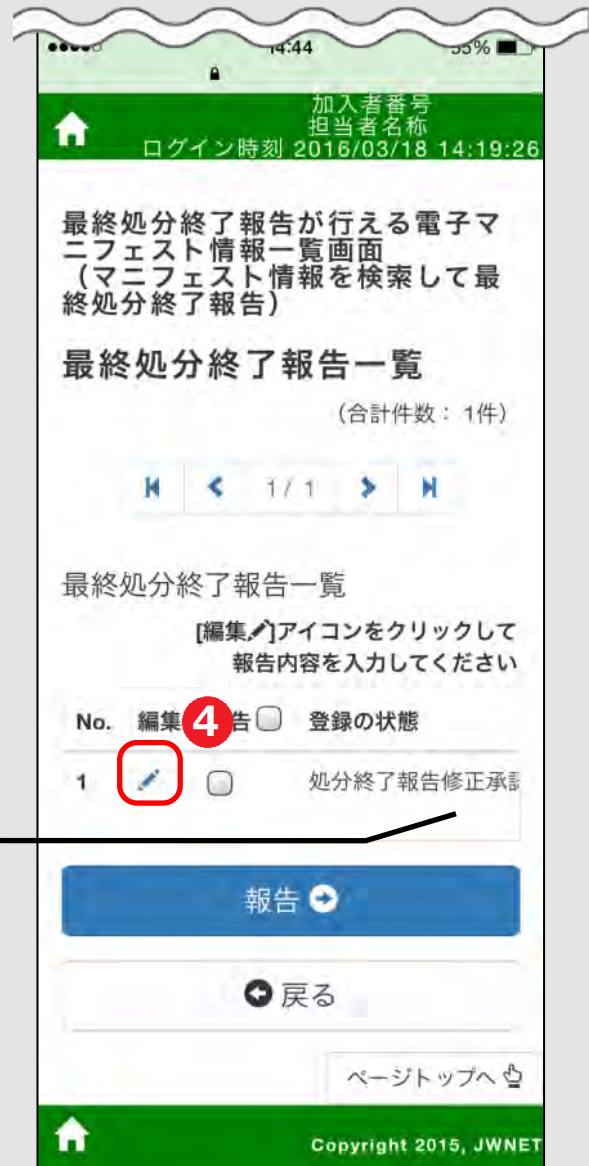 14:44 55%
加入者番号
担当者名称
ログイン時刻 2016/03/18 14:19:26
最終処分終了報告が行える電子マ
ニフェスト情報一覧画面
（マニフェスト情報を検索して最
終処分終了報告）
最終処分終了報告一覧
（合計件数： 1件）
1 / 1
最終処分終了報告一覧
[編集]アイコンをクリックして
報告内容を入力してください
No. 編集 4 告 登録の状態
1 処分終了報告修正承
報告
戻る
ページトップへ
Copyright 2015, JWNET